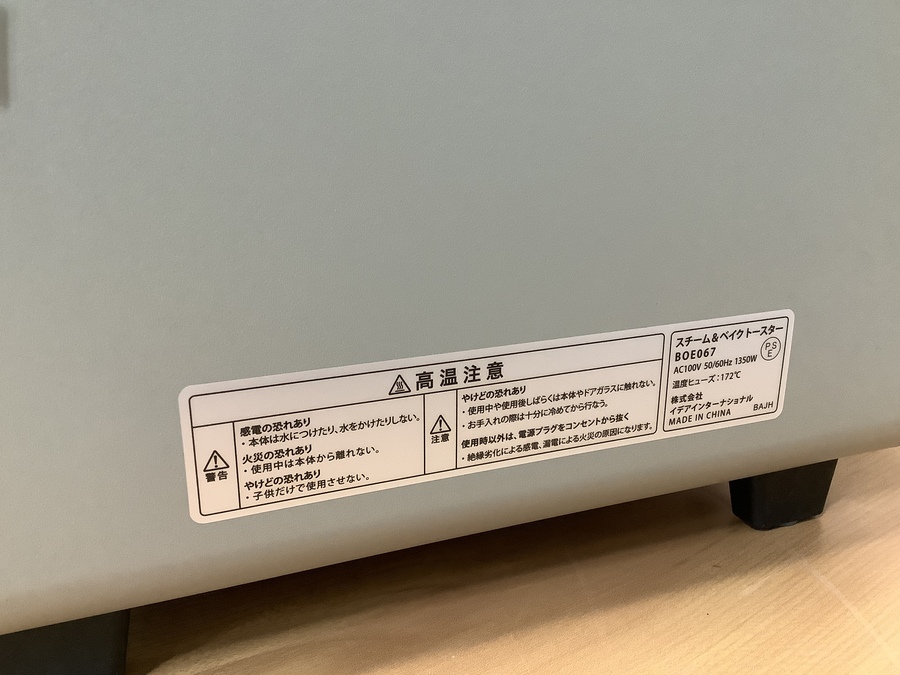 高温注意
警告
感電の恐れあり
・本体は水につけたり、水をかけたりしない。
火災の恐れあり
・使用中は本体から離れない。
やけどの恐れあり
・子供だけで使用させない。
注意
やけどの恐れあり
・使用中や使用後しばらくは本体やドアガラスに触れない。
・お手入れの際は十分に冷めてから行なう。
使用時以外は、電源プラグをコンセントから抜く
・絶縁劣化による感電、漏電による火災の原因になります。
スチーム&ベイクトースター
BOE067
AC100V 50/60Hz 1350W
PSE
温度ヒューズ:172℃
株式会社
イデアインターナショナル
MADE IN CHINA
BAJH